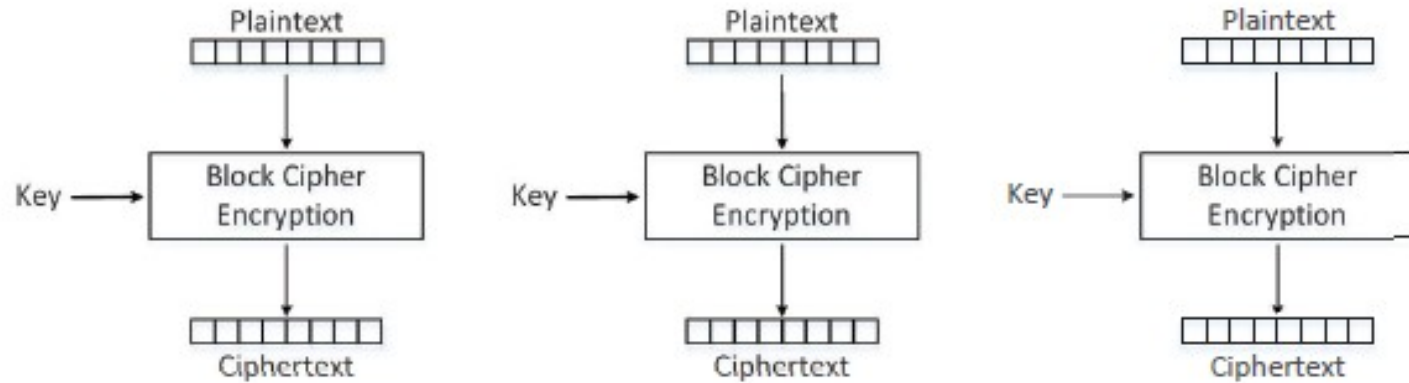 Plaintext Plaintext Plaintext
Key Block Cipher Encryption Key Block Cipher Encryption Key Block Cipher Encryption
Ciphertext Ciphertext Ciphertext